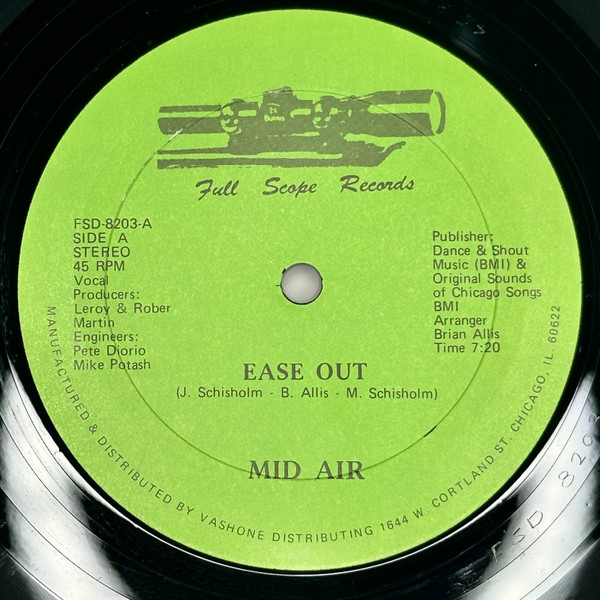 Full Scope Records
FSD-8203-A
SIDE A
STEREO
45 RPM
Vocal
Producers:
Leroy & Rober
Martin
Engineers:
Pete Diorio
Mike Potash
Publisher:
Dance & Shout
Music (BMI) &
Original Sounds
of Chicago Songs
BMI
Arranger
Brian Allis
Time 7:20
EASE OUT
(J. Schisholm - B. Allis - M. Schisholm)
MID AIR
MANUFACTURED & DISTRIBUTED BY VASHONE DISTRIBUTING 1644 W. CORTLAND ST. CHICAGO, IL. 60622
FSD 8203